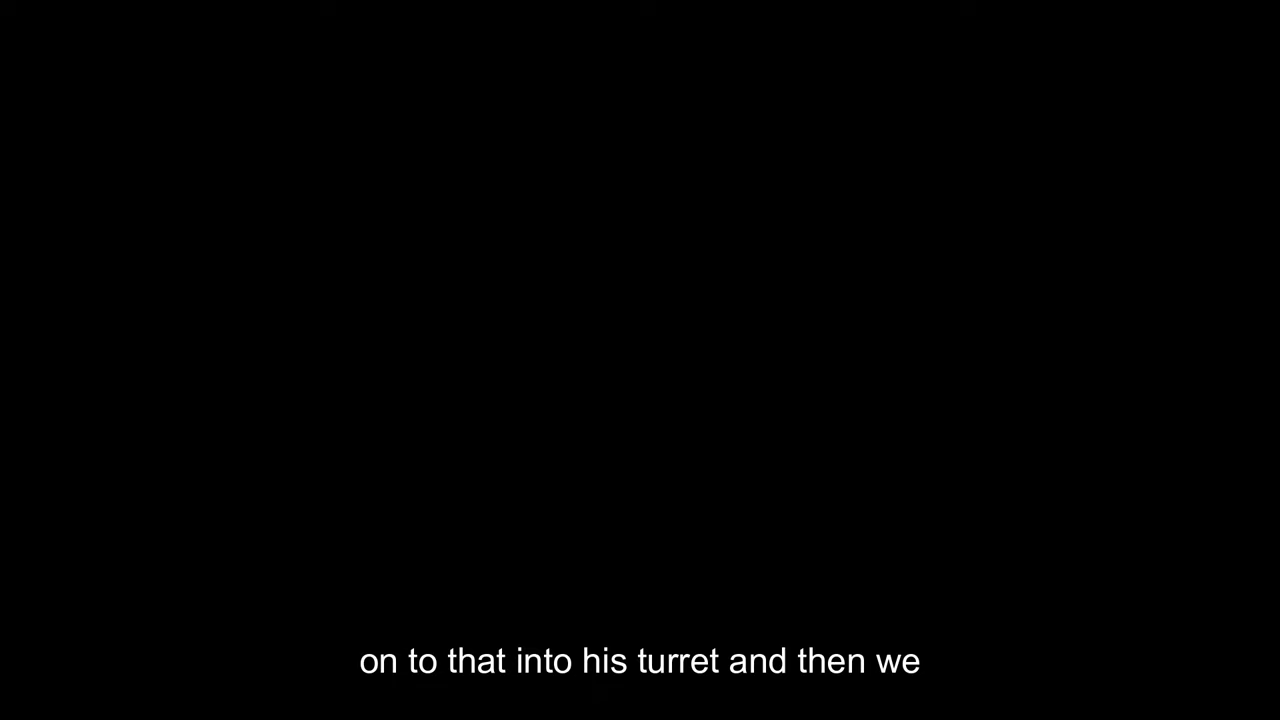 on to that into his turret and then we